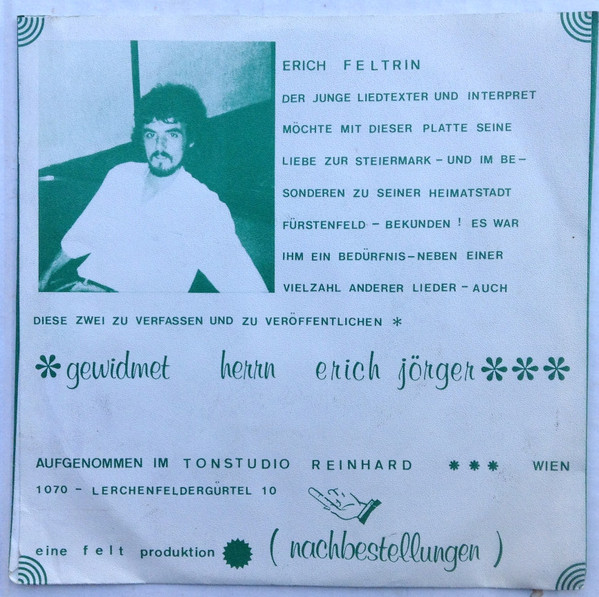 ERICH FELTRIN
DER JUNGE LIEDTEXTER UND INTERPRET
MÖCHTE MIT DIESER PLATTE SEINE
LIEBE ZUR STEIERMARK – UND IM BE–
SONDEREN ZU SEINER HEIMATSTADT
FÜRSTENFELD – BEKUNDEN ! ES WAR
IHM EIN BEDÜRFNIS – NEBEN EINER
VIELZAHL ANDERER LIEDER – AUCH
DIESE ZWEI ZU VERFASSEN UND ZU VERÖFFENTLICHEN *
* gewidmet herrn erich jörger * * *
AUFGENOMMEN IM TONSTUDIO REINHARD * * * WIEN
1070 – LERCHENFELDERGÜRTEL 10
eine felt produktion ( nachbestellungen )